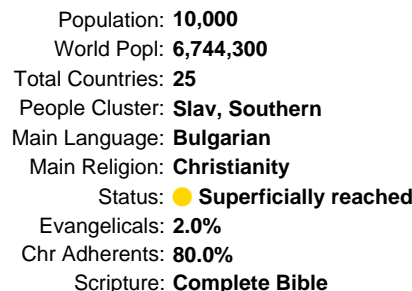 Population: 10,000
World Popl: 6,744,300
Total Countries: 25
People Cluster: Slav, Southern
Main Language: Bulgarian
Main Religion: Christianity
Status: Superficially reached
Evangelicals: 2.0%
Chr Adherents: 80.0%
Scripture: Complete Bible